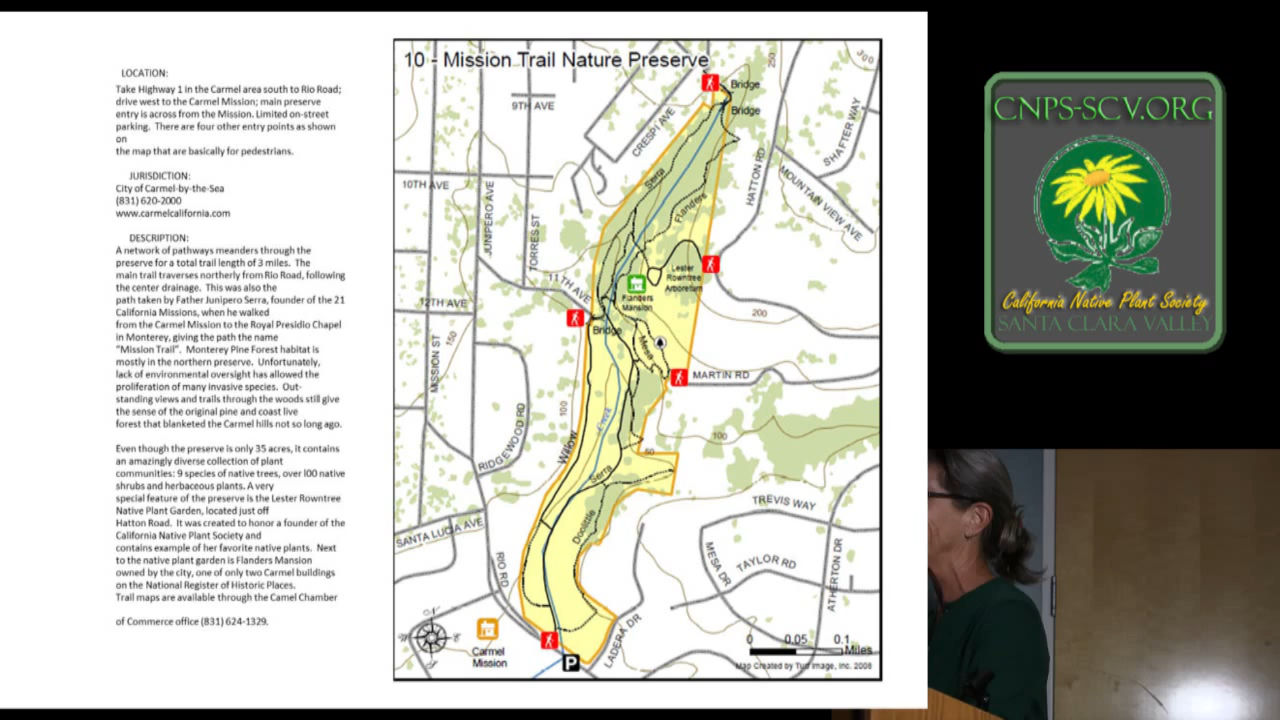 LOCATION:
Take Highway 1 in the Carmel area south to Rio Road;
drive west to the Carmel Mission; main preserve
entry is across from the Mission. Limited on-street
parking. There are four other entry points as shown
on
the map that are basically for pedestrians.
JURISDICTION:
City of Carmel-by-the-Sea
(831) 620-2000
www.carmelcalifornia.com
DESCRIPTION:
A network of pathways meanders through the
preserve for a total trail length of 3 miles. The
main trail traverses northerly from Rio Road, following
the center drainage. This was also the
path taken by Father Junipero Serra, founder of the 21
California Missions, when he walked
from the Carmel Mission to the Royal Presidio Chapel
in Monterey, giving the path the name
"Mission Trail". Monterey Pine Forest habitat is
mostly in the northern preserve. Unfortunately,
lack of environmental oversight has allowed the
proliferation of many invasive species. Out-
standing views and trails through the woods still give
the sense of the original pine and coast live
forest that blanketed the Carmel hills not so long ago.
Even though the preserve is only 35 acres, it contains
an amazingly diverse collection of plant
communities: 9 species of native trees, over l00 native
shrubs and herbaceous plants. A very
special feature of the preserve is the Lester Rowntree
Native Plant Garden, located just off
Hatton Road. It was created to honor a founder of the
California Native Plant Society and
contains example of her favorite native plants. Next
to the native plant garden is Flanders Mansion
owned by the city, one of only two Carmel buildings
on the National Register of Historic Places.
Trail maps are available through the Camel Chamber
of Commerce office (831) 624-1329.
10 - Mission Trail Nature Preserve
Bridge
Bridge
250
300
9TH AVE
CRESPI AVE
SHAFTER WAY
HATTON RD
MOUNTAIN VIEW AVE
10TH AVE
JUNIPERO AVE
TORRES ST
Serra
Flanders
Lester
Rowntree
Arboretum
Flanders
Mansion
11TH AVE
12TH AVE
200
Bridge
150
MISSION ST
Mesa
MARTIN RD
100
100
RIDGEWOOD RD
Willow
Creek
50
Serra
TREVIS WAY
SANTA LUCIA AVE
Doolittle
RIO RD
MESA DR
TAYLOR RD
ATHERTON DR
LADERA DR
N
W
E
S
Carmel
Mission
P
0 0.05 0.1
Miles
Map Created by Turf Image, Inc. 2008
CNPS-SCV.ORG
California Native Plant Society
SANTA CLARA VALLEY